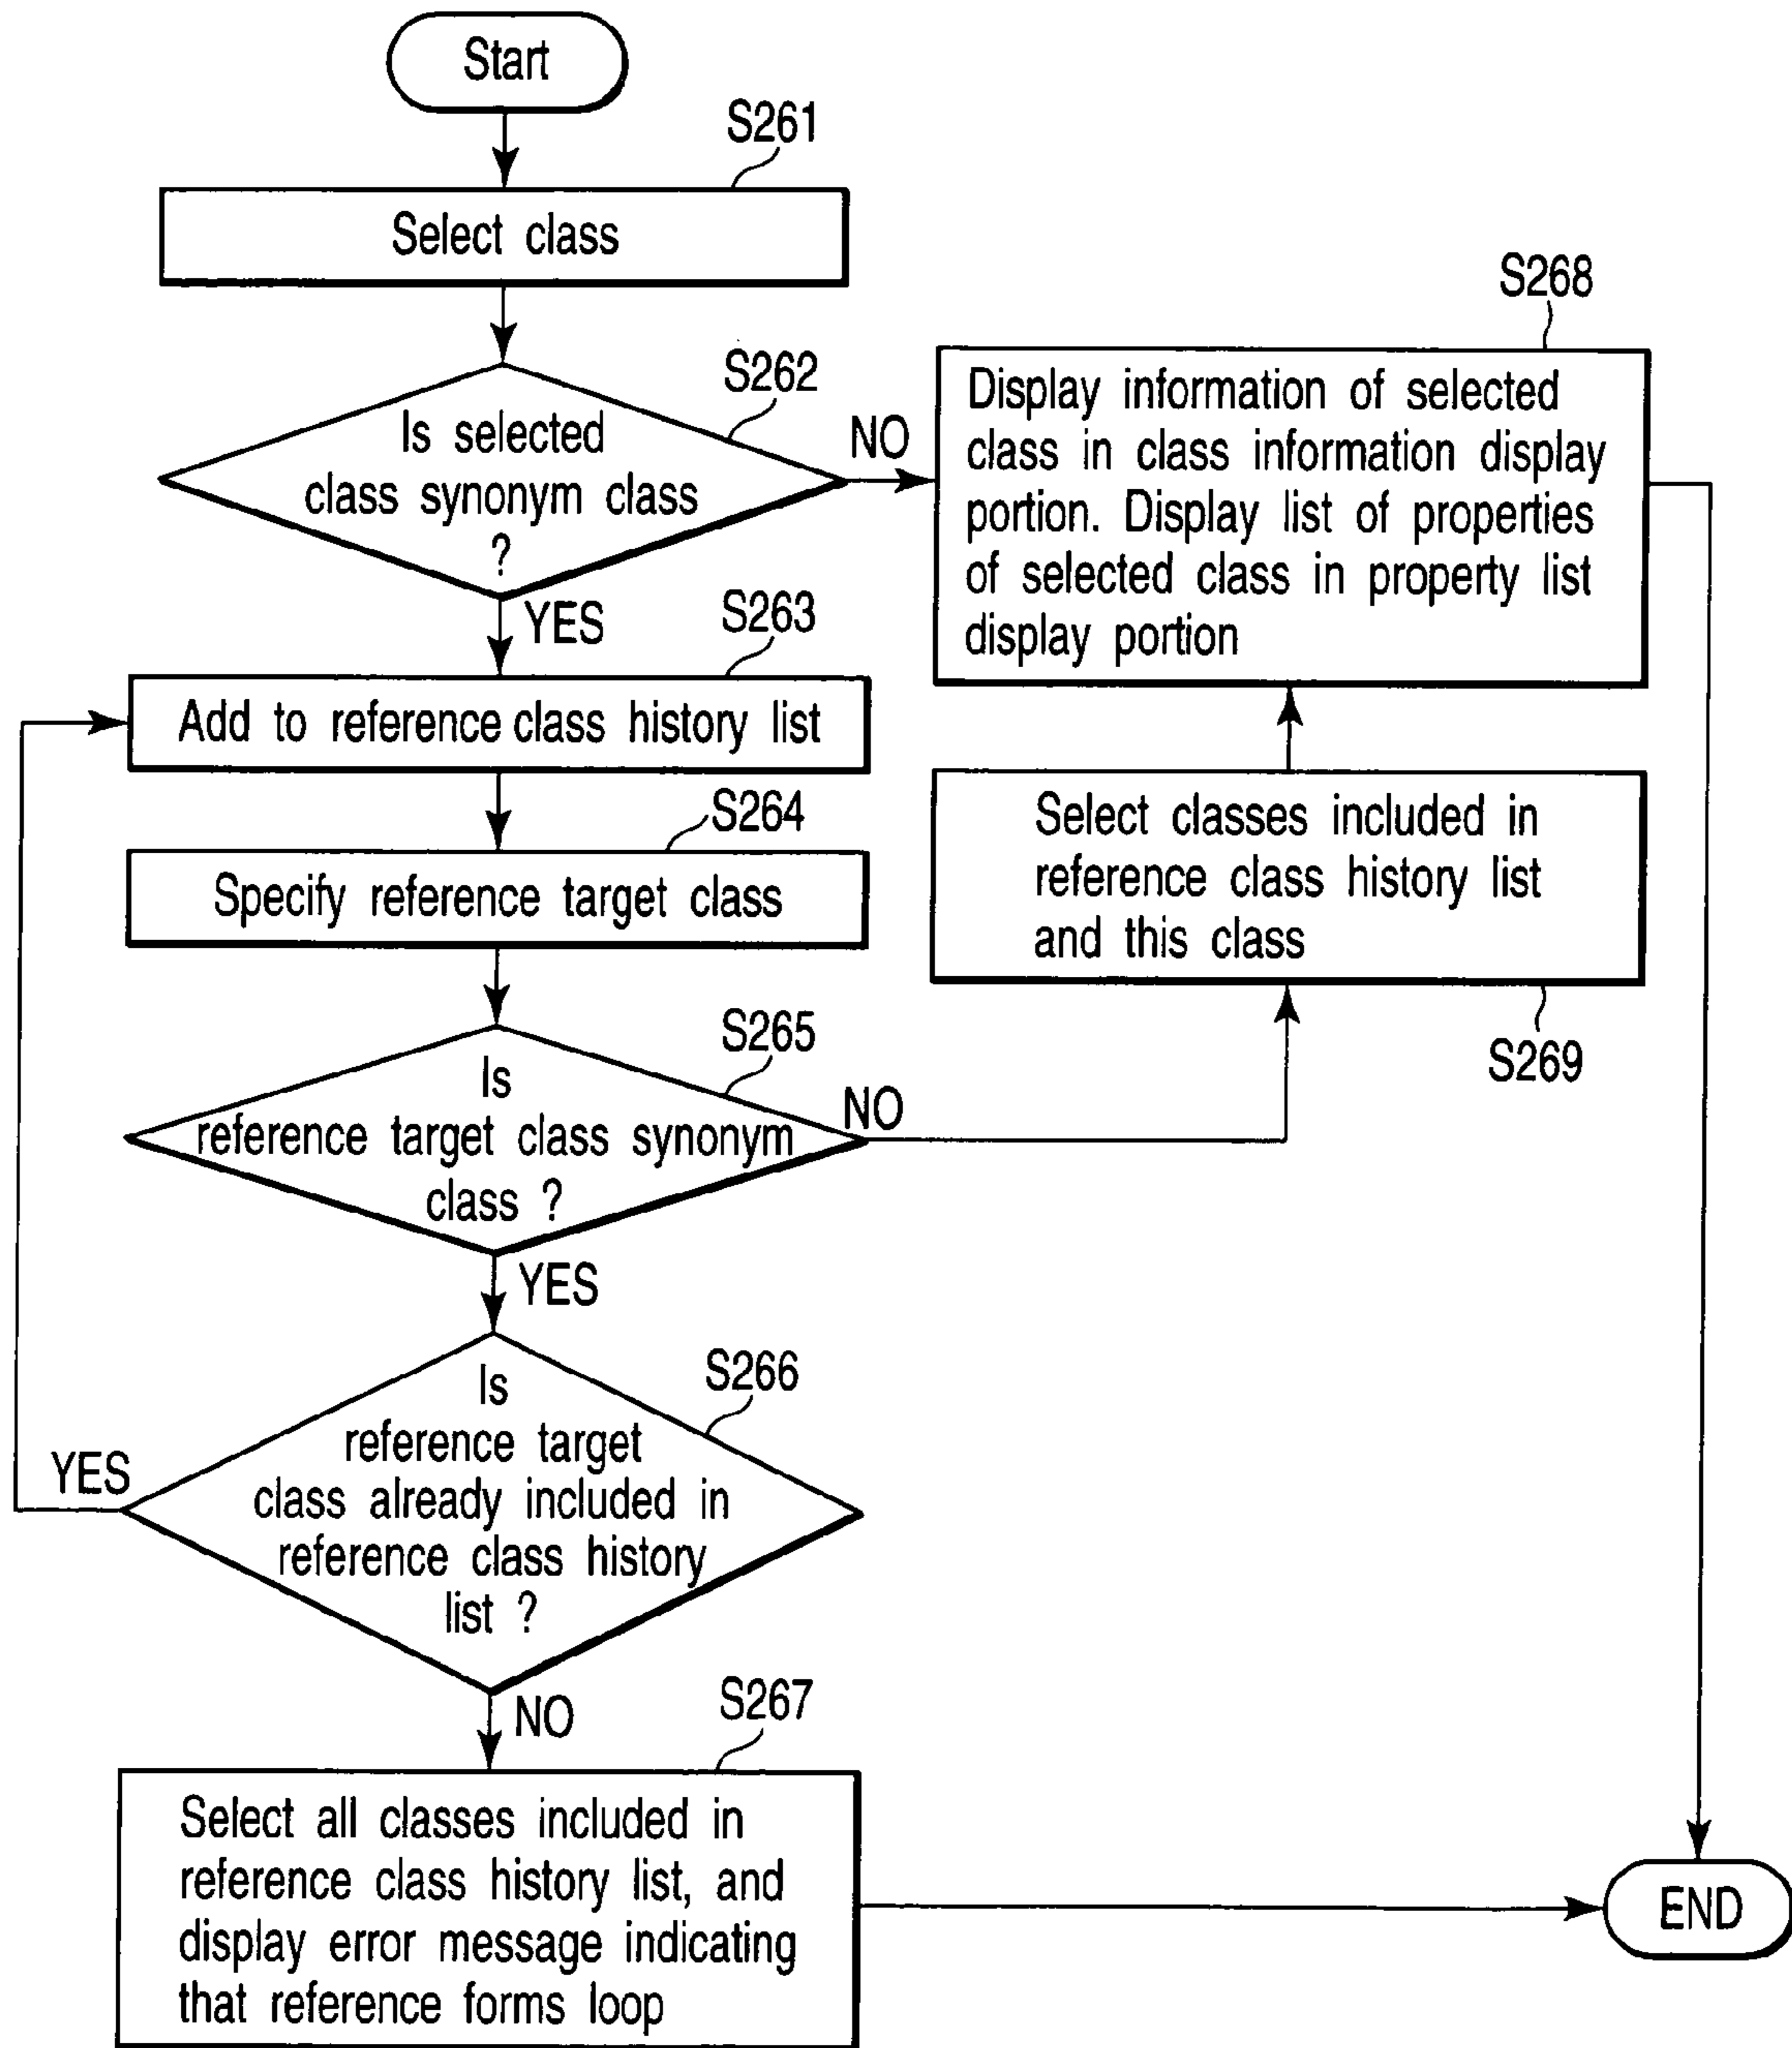 Start
S261
Select class
S262
Is selected
class synonym class
?
NO
YES
S268
Display information of selected
class in class information display
portion. Display list of properties
of selected class in property list
display portion
S263
Add to reference class history list
S264
Specify reference target class
S269
Select classes included in
reference class history list
and this class
S265
Is
reference target class synonym
class ?
NO
YES
S266
Is
reference target
class already included in
reference class history
list ?
YES
NO
S267
Select all classes included in
reference class history list, and
display error message indicating
that reference forms loop
END